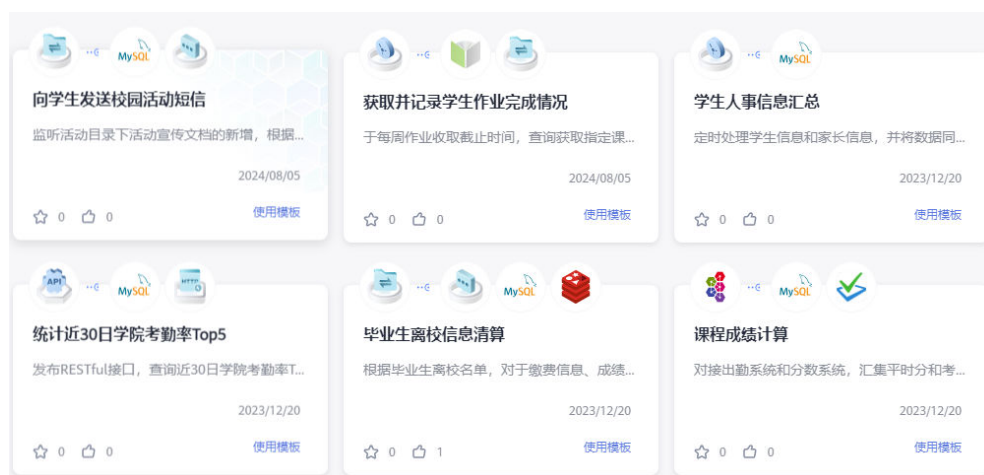 MySQL
向学生发送校园活动短信
监听活动目录下活动宣传文档的新增，根据...
2024/08/05
0 0 使用模板
获取并记录学生作业完成情况
于每周作业收取截止时间，查询获取指定课...
2024/08/05
0 0 使用模板
MySQL
学生人事信息汇总
定时处理学生信息和家长信息，并将数据同...
2023/12/20
0 0 使用模板
API MySQL HTTP
统计近30日学院考勤率Top5
发布RESTful接口，查询近30日学院考勤率T...
2023/12/20
0 0 使用模板
MySQL
毕业生离校信息清算
根据毕业生离校名单，对于缴费信息、成绩...
2023/12/20
0 1 使用模板
MySQL
课程成绩计算
对接出勤系统和分数系统，汇集平时分和考...
2023/12/20
0 0 使用模板